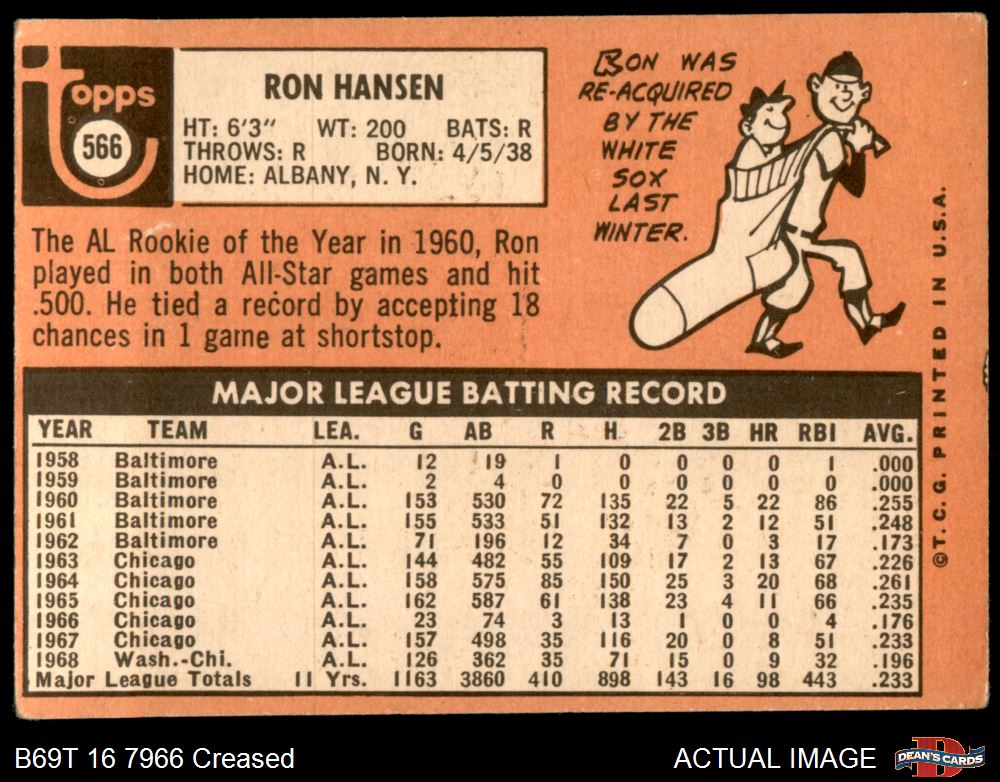 Topps
566
RON HANSEN
HT: 6'3" WT: 200 BATS: R
THROWS: R BORN: 4/5/38
HOME: ALBANY, N. Y.
RON WAS
RE-ACQUIRED
BY THE
WHITE
SOX
LAST
WINTER.
The AL Rookie of the Year in 1960, Ron
played in both All-Star games and hit
.500. He tied a record by accepting 18
chances in 1 game at shortstop.
MAJOR LEAGUE BATTING RECORD
YEAR TEAM LEA. G AB R H 2B 3B HR RBI AVG.
1958 Baltimore A.L. 12 19 1 0 0 0 0 1 .000
1959 Baltimore A.L. 2 4 0 0 0 0 0 0 .000
1960 Baltimore A.L. 153 530 72 135 22 5 22 86 .255
1961 Baltimore A.L. 155 533 51 132 13 2 12 51 .248
1962 Baltimore A.L. 71 196 12 34 7 0 3 17 .173
1963 Chicago A.L. 144 482 55 109 17 2 13 67 .226
1964 Chicago A.L. 158 575 85 150 25 3 20 68 .261
1965 Chicago A.L. 162 587 61 138 23 4 11 66 .235
1966 Chicago A.L. 23 74 3 13 1 0 0 4 .176
1967 Chicago A.L. 157 498 35 116 20 0 8 51 .233
1968 Wash.-Chi. A.L. 126 362 35 71 15 0 9 32 .196
Major League Totals 11 Yrs. 1163 3860 410 898 143 16 98 443 .233
©T. C. G. PRINTED IN U.S.A.
B69T 16 7966 Creased
ACTUAL IMAGE
D
DEAN'S CARDS